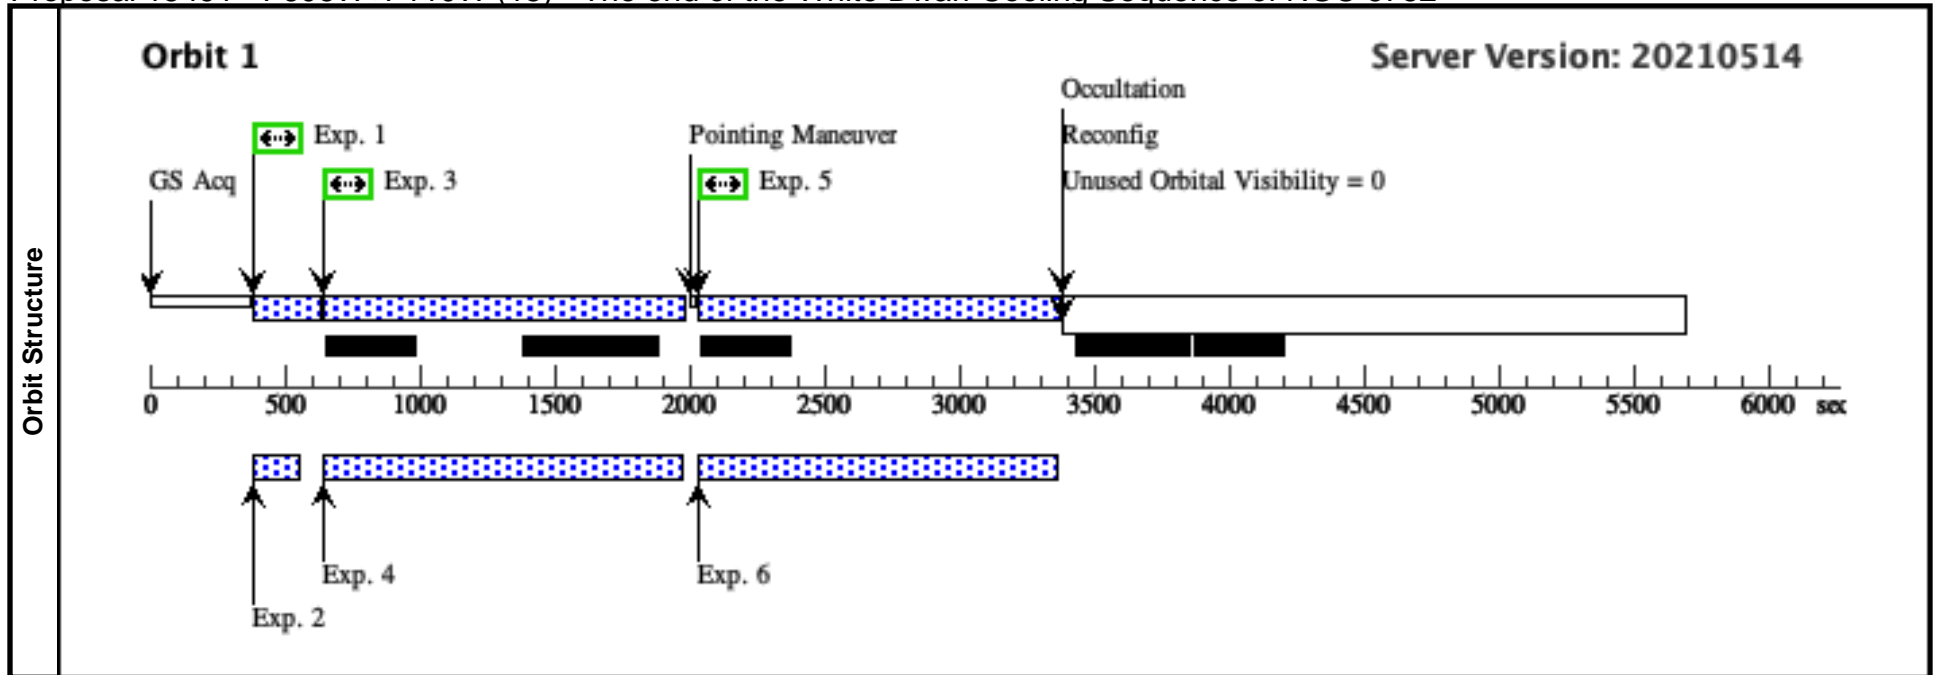 Orbit 1
Server Version: 20210514
Occultation
Exp. 1
Pointing Maneuver
Reconfig
GS Acq
Exp. 3
Exp. 5
Unused Orbital Visibility = 0
Orbit Structure
0 500 1000 1500 2000 2500 3000 3500 4000 4500 5000 5500 6000 sec
Exp. 4
Exp. 6
Exp. 2